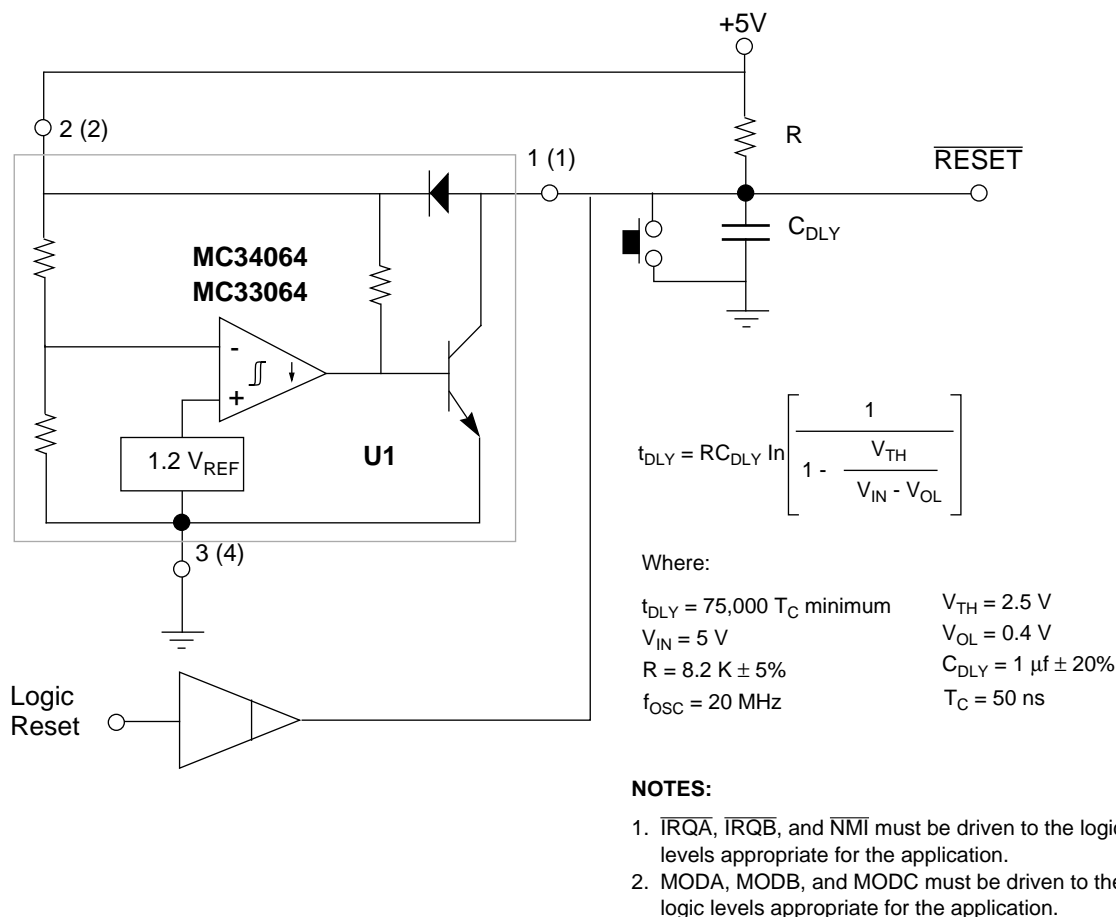 +5V
2 (2)
1 (1)
R
RESET
C_DLY
MC34064
MC33064
-
+
1.2 V_REF
U1
3 (4)
Logic
Reset
t_DLY = RC_DLY In [ 1 / ( 1 - V_TH / ( V_IN - V_OL ) ) ]
Where:
t_DLY = 75,000 T_C minimum
V_IN = 5 V
R = 8.2 K ± 5%
f_OSC = 20 MHz
V_TH = 2.5 V
V_OL = 0.4 V
C_DLY = 1 μf ± 20%
T_C = 50 ns
NOTES:
1. IRQA, IRQB, and NMI must be driven to the logic
levels appropriate for the application.
2. MODA, MODB, and MODC must be driven to the
logic levels appropriate for the application.